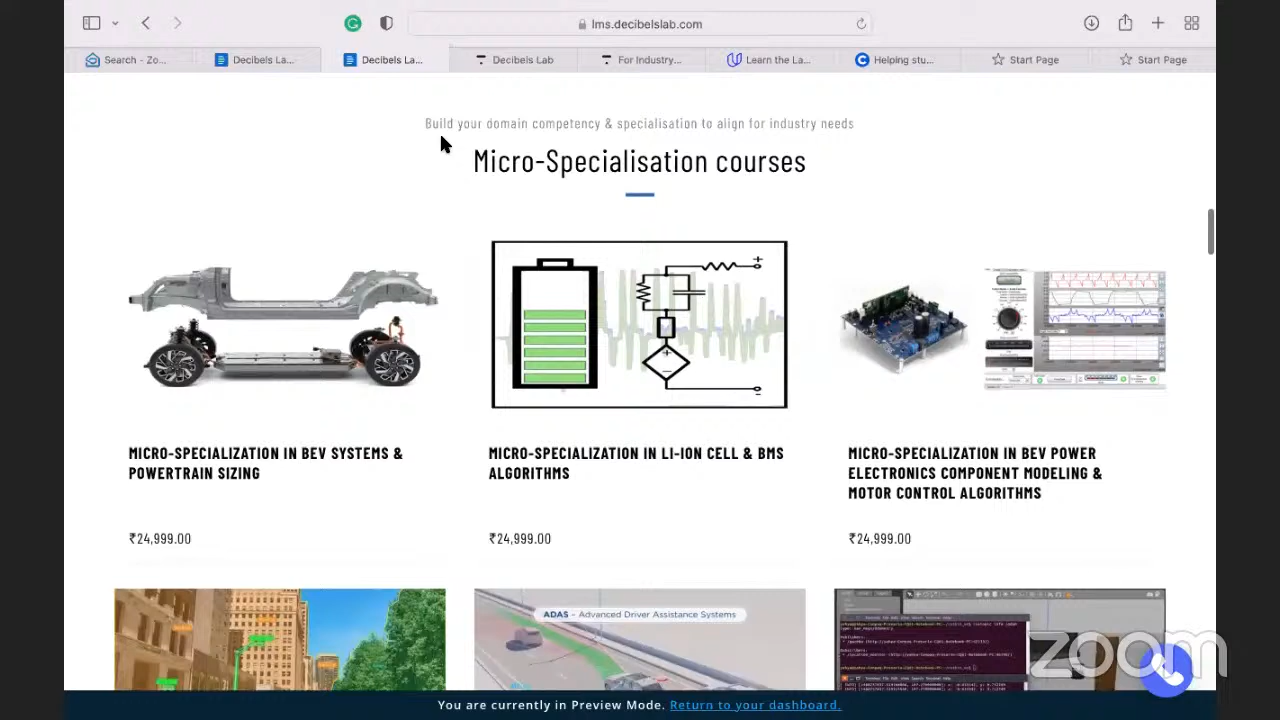 lms.decibelslab.com
Search - Zo...
Decibels La...
Decibels La...
Decibels Lab
For Industry...
Learn the La...
Helping stu...
Start Page
Start Page
Build your domain competency & specialisation to align for industry needs
Micro-Specialisation courses
MICRO-SPECIALIZATION IN BEV SYSTEMS &
POWERTRAIN SIZING
₹24,999.00
MICRO-SPECIALIZATION IN LI-ION CELL & BMS
ALGORITHMS
₹24,999.00
MICRO-SPECIALIZATION IN BEV POWER
ELECTRONICS COMPONENT MODELING &
MOTOR CONTROL ALGORITHMS
₹24,999.00
ADAS – Advanced Driver Assistance Systems
zoom
You are currently in Preview Mode. Return to your dashboard.